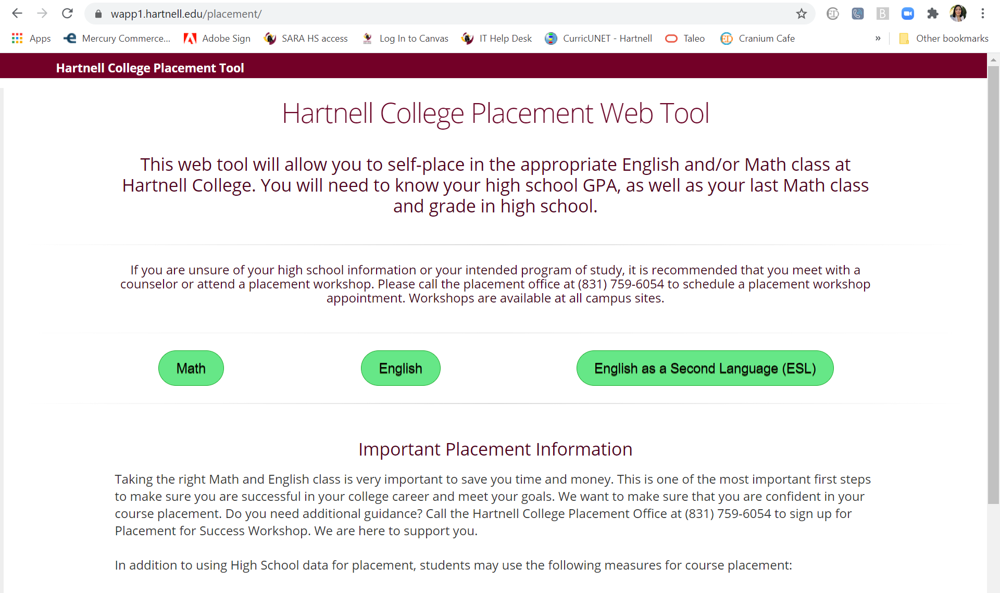 wapp1.hartnell.edu/placement/
Apps Mercury Commerce... Adobe Sign SARA HS access Log In to Canvas IT Help Desk CurricUNET - Hartnell Taleo Cranium Cafe » Other bookmarks
Hartnell College Placement Tool
Hartnell College Placement Web Tool
This web tool will allow you to self-place in the appropriate English and/or Math class at
Hartnell College. You will need to know your high school GPA, as well as your last Math class
and grade in high school.
If you are unsure of your high school information or your intended program of study, it is recommended that you meet with a
counselor or attend a placement workshop. Please call the placement office at (831) 759-6054 to schedule a placement workshop
appointment. Workshops are available at all campus sites.
Math English English as a Second Language (ESL)
Important Placement Information
Taking the right Math and English class is very important to save you time and money. This is one of the most important first steps
to make sure you are successful in your college career and meet your goals. We want to make sure that you are confident in your
course placement. Do you need additional guidance? Call the Hartnell College Placement Office at (831) 759-6054 to sign up for
Placement for Success Workshop. We are here to support you.
In addition to using High School data for placement, students may use the following measures for course placement: